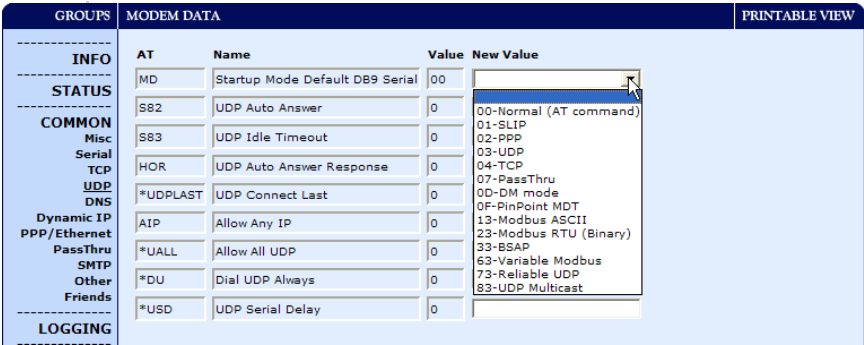 GROUPS MODEM DATA PRINTABLE VIEW
INFO
STATUS
COMMON
Misc
Serial
TCP
UDP
DNS
Dynamic IP
PPP/Ethernet
PassThru
SMTP
Other
Friends
LOGGING
AT Name Value New Value
MD Startup Mode Default DB9 Serial 00
S82 UDP Auto Answer 0
S83 UDP Idle Timeout 0
HOR UDP Auto Answer Response 0
*UDPLAST UDP Connect Last 0
AIP Allow Any IP 0
*UALL Allow All UDP 0
*DU Dial UDP Always 0
*USD UDP Serial Delay 0
00-Normal (AT command)
01-SLIP
02-PPP
03-UDP
04-TCP
07-PassThru
0D-DM mode
0F-PinPoint MDT
13-Modbus ASCII
23-Modbus RTU (Binary)
33-BSAP
63-Variable Modbus
73-Reliable UDP
83-UDP Multicast